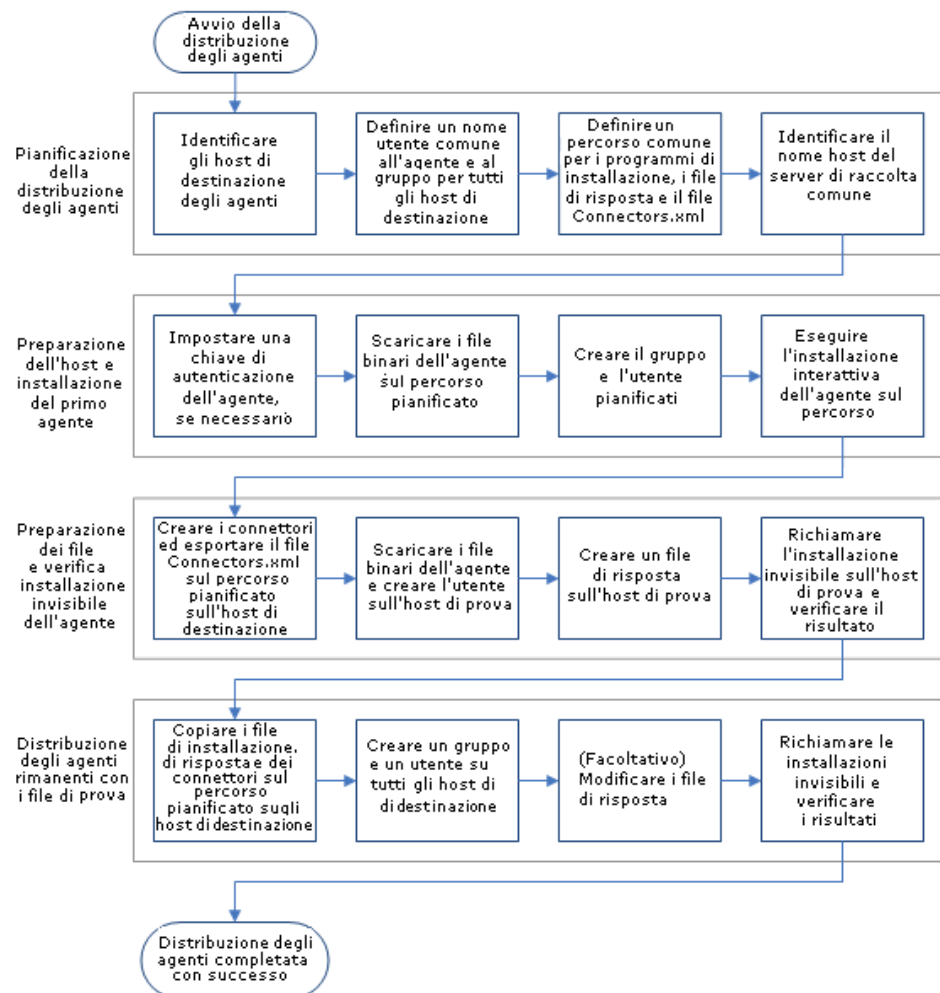 Avvio della
distribuzione
degli agenti
Pianificazione
della
distribuzione
degli agenti
Identificare
gli host di
destinazione
degli agenti
Definire un nome
utente comune
all'agente e al
gruppo per tutti
gli host di
destinazione
Definire un
percorso comune
per i programmi di
installazione, i file
di risposta e il file
Connectors.xml
Identificare il
nome host del
server di raccolta
comune
Preparazione
dell'host e
installazione
del primo
agente
Impostare una
chiave di
autenticazione
dell'agente,
se necessario
Scaricare i file
binari dell'agente
sul percorso
pianificato
Creare il gruppo
e l'utente
pianificati
Eseguire
l'installazione
interattiva
dell'agente sul
percorso
Preparazione
dei file
e verifica
installazione
invisibile
dell'agente
Creare i connettori
ed esportare il file
Connectors.xml
sul percorso
pianificato
sull'host di
destinazione
Scaricare i file
binari dell'agente
e creare l'utente
sull'host di prova
Creare un file
di risposta
sull'host di prova
Richiamare
l'installazione
invisibile sull'host
di prova e
verificare il
risultato
Distribuzione
degli agenti
rimanenti con
i file di prova
Copiare i file
di installazione.
di risposta e dei
connettori sul
percorso
pianificato sugli
host di destinazione
Creare un gruppo
e un utente su
tutti gli host di
di destinazione
(Facoltativo)
Modificare i file
di risposta
Richiamare le
installazioni
invisibili e
verificare
i risultati
Distribuzione degli
agenti completata
con successo